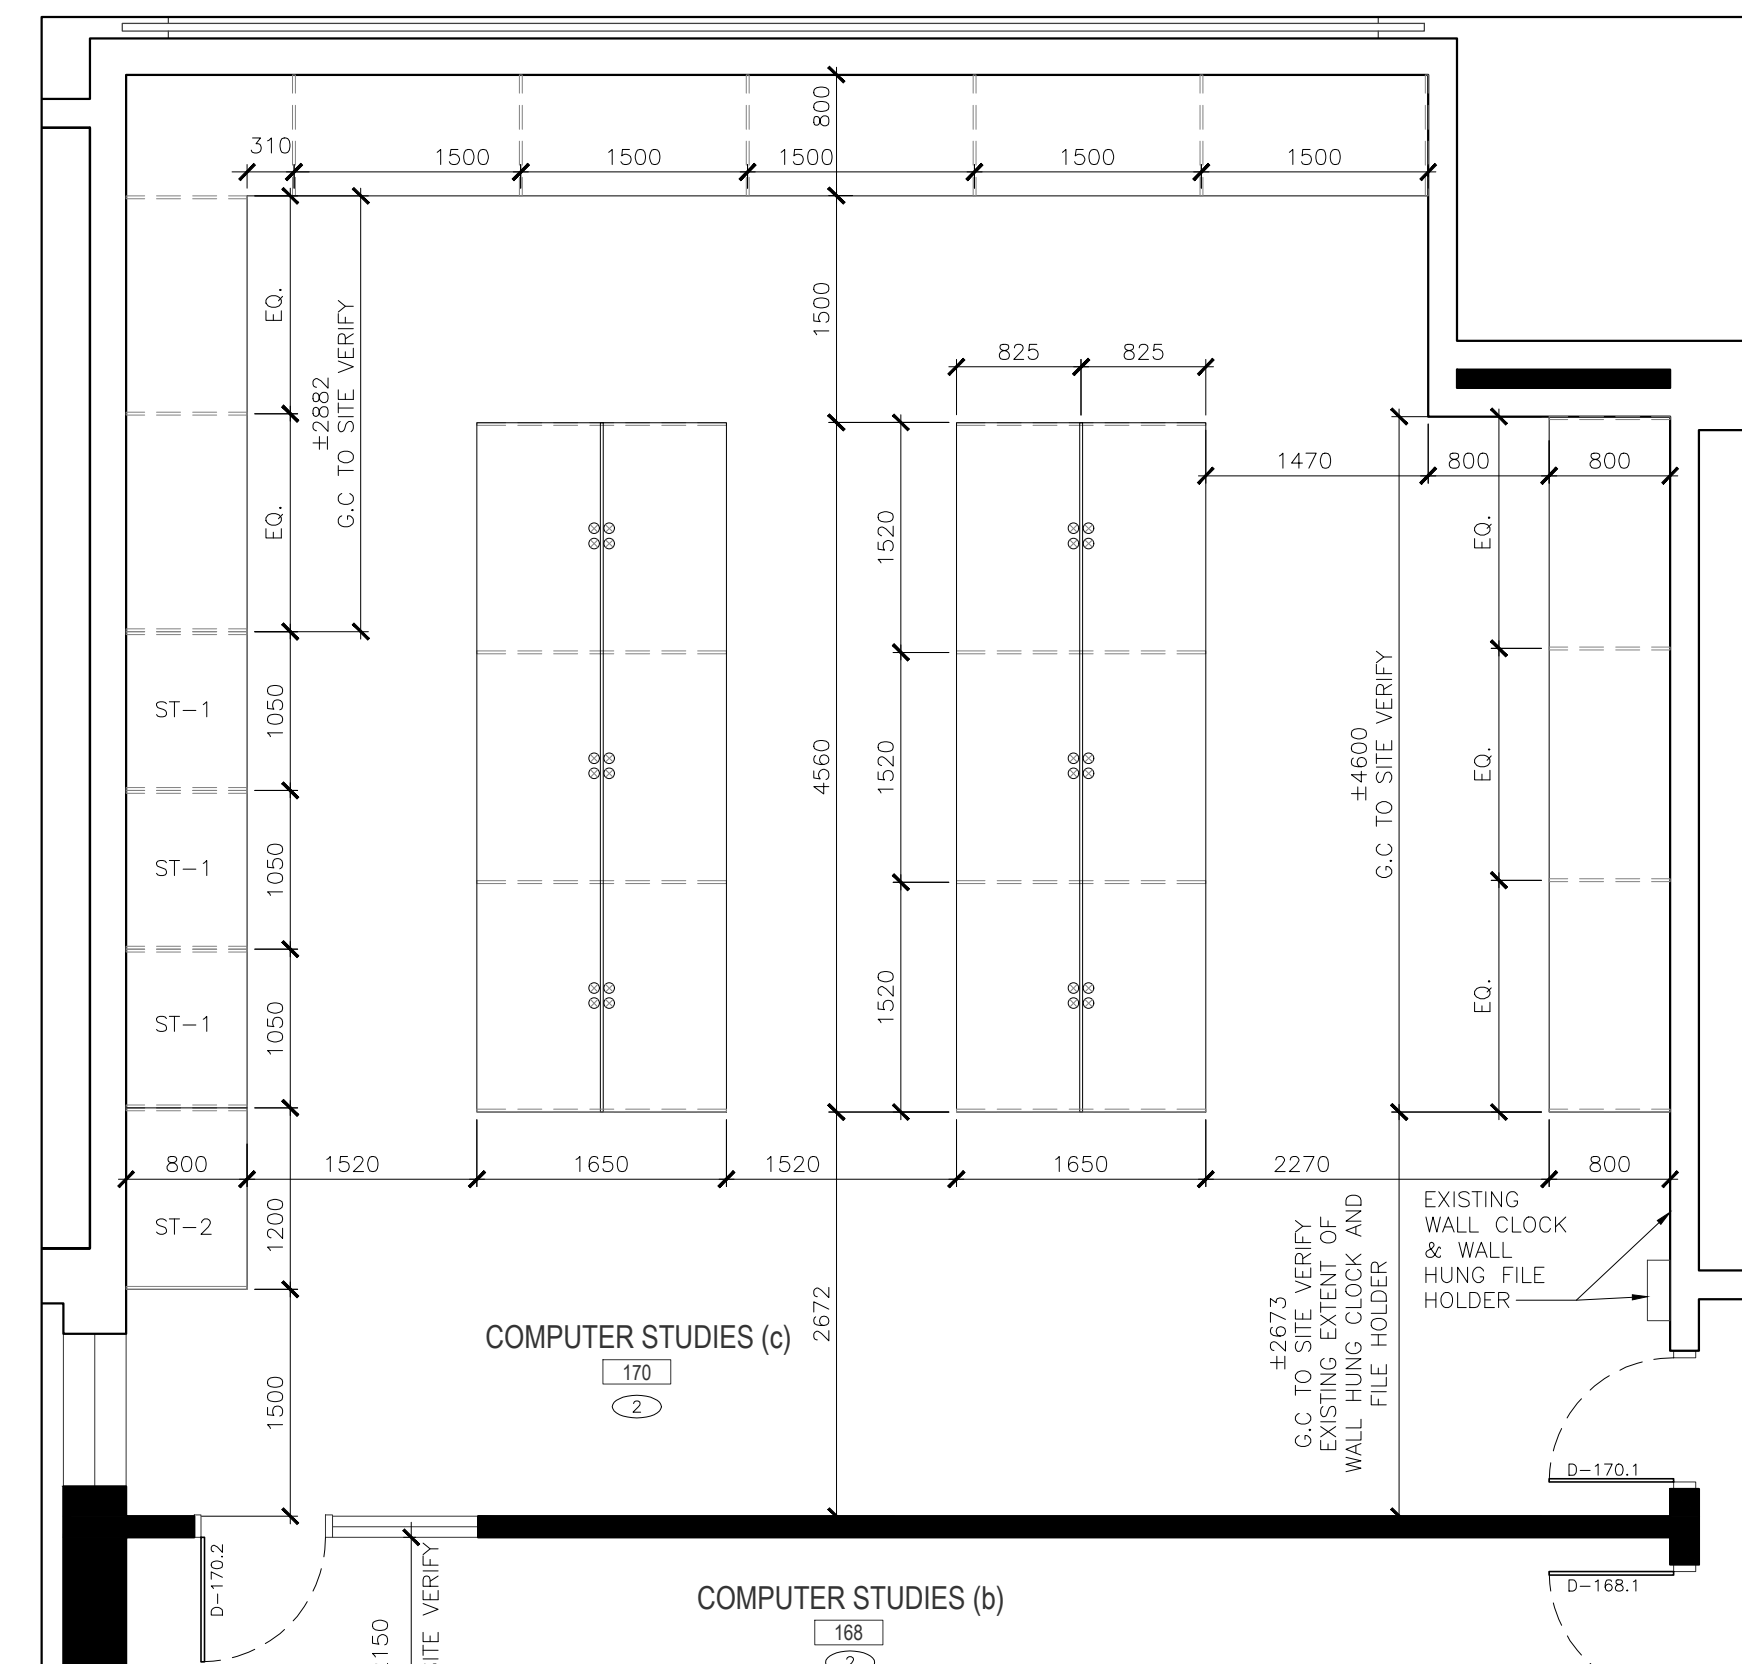 800
310
1500
1500
1500
1500
1500
EQ.
±2882
G.C TO SITE VERIFY
1500
825
825
1470
800
800
EQ.
1520
EQ.
ST-1
1050
4560
1520
±4600
G.C TO SITE VERIFY
EQ.
ST-1
1050
ST-1
1050
1520
EQ.
800
1520
1650
1520
1650
2270
800
ST-2
1200
EXISTING
WALL CLOCK
& WALL
HUNG FILE
HOLDER
±2673
G.C TO SITE VERIFY
EXISTING EXTENT OF
WALL HUNG CLOCK AND
FILE HOLDER
2672
COMPUTER STUDIES (c)
170
2
1500
D-170.1
D-170.2
SITE VERIFY
COMPUTER STUDIES (b)
168
2
D-168.1